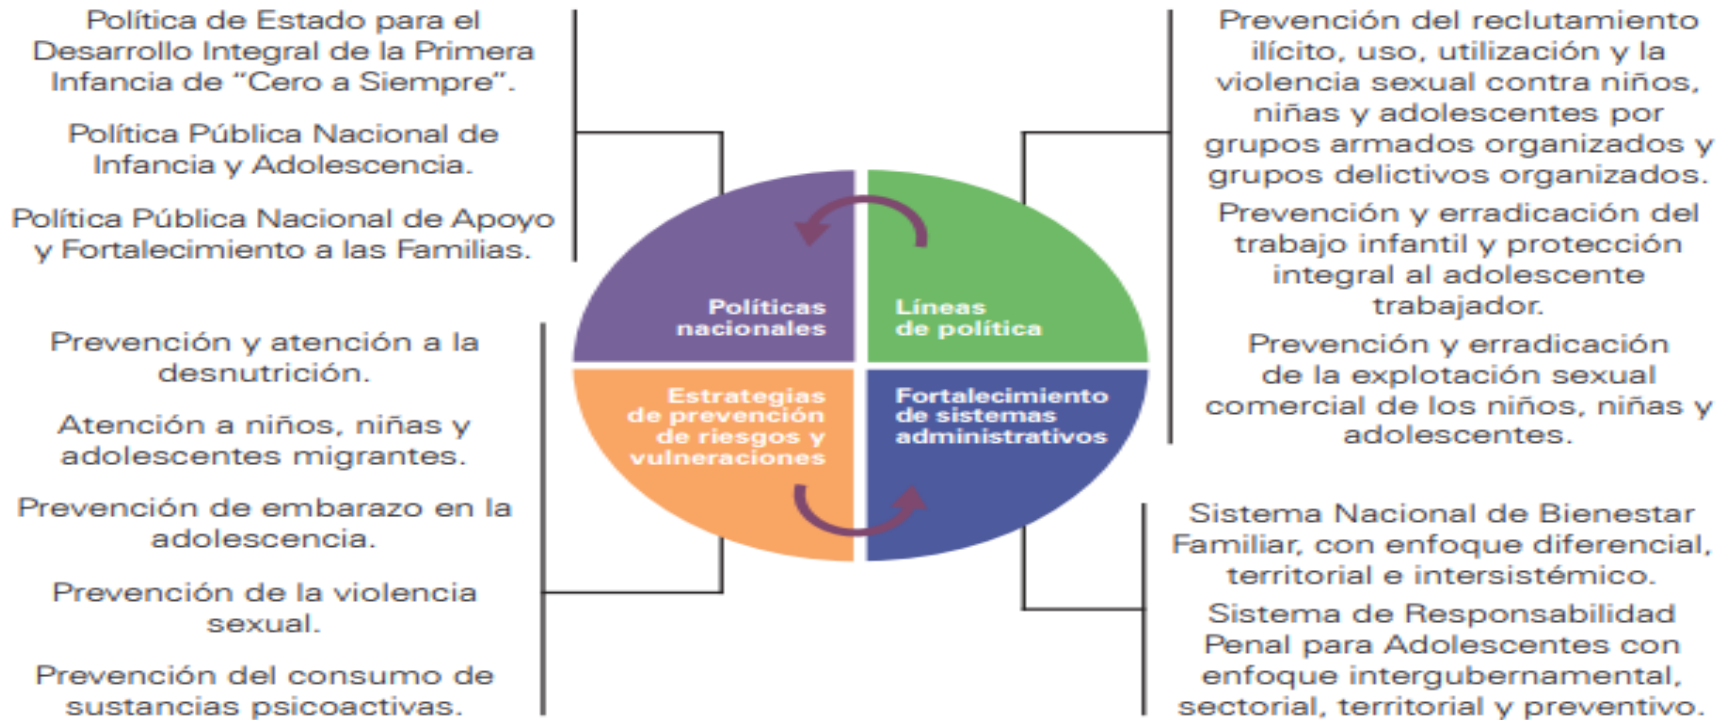 Política de Estado para el
Desarrollo Integral de la Primera
Infancia de “Cero a Siempre”.
Política Pública Nacional de
Infancia y Adolescencia.
Política Pública Nacional de Apoyo
y Fortalecimiento a las Familias.
Prevención del reclutamiento
ilícito, uso, utilización y la
violencia sexual contra niños,
niñas y adolescentes por
grupos armados organizados y
grupos delictivos organizados.
Prevención y erradicación del
trabajo infantil y protección
integral al adolescente
trabajador.
Prevención y erradicación
de la explotación sexual
comercial de los niños, niñas y
adolescentes.
Políticas
nacionales
Líneas
de política
Estrategias
de prevención
de riesgos y
vulneraciones
Fortalecimiento
de sistemas
administrativos
Prevención y atención a la
desnutrición.
Atención a niños, niñas y
adolescentes migrantes.
Prevención de embarazo en la
adolescencia.
Prevención de la violencia
sexual.
Prevención del consumo de
sustancias psicoactivas.
Sistema Nacional de Bienestar
Familiar, con enfoque diferencial,
territorial e intersistémico.
Sistema de Responsabilidad
Penal para Adolescentes con
enfoque intergubernamental,
sectorial, territorial y preventivo.